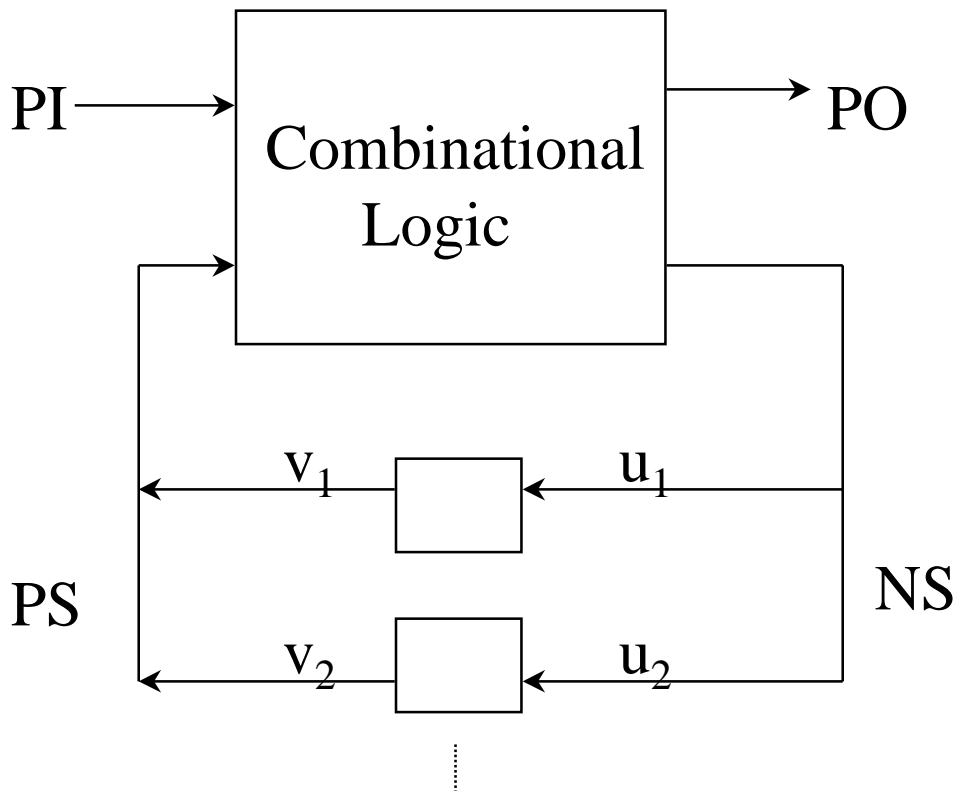 PI
PO
Combinational
Logic
v₁
u₁
PS
NS
v₂
u₂